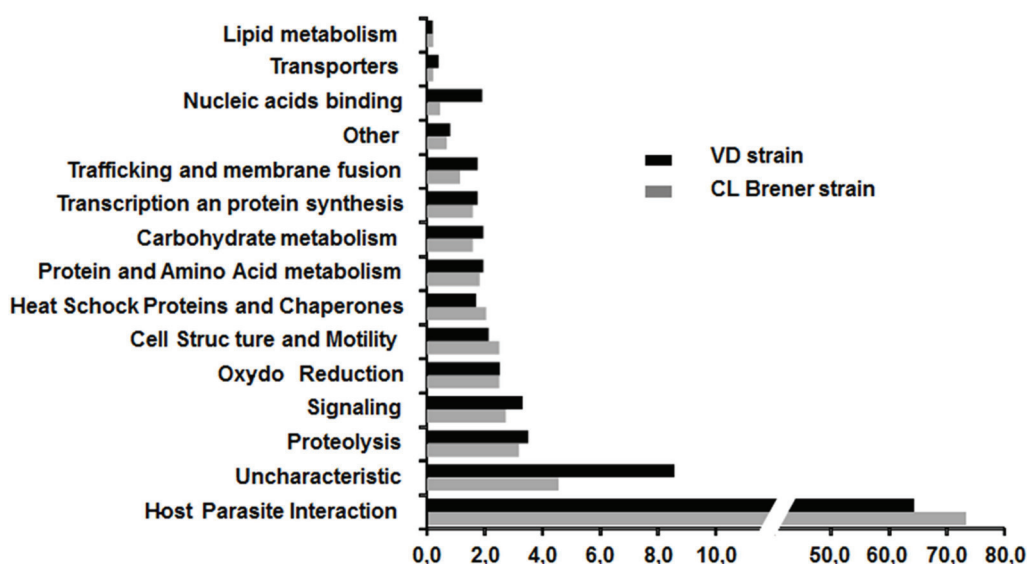 Lipid metabolism
Transporters
Nucleic acids binding
Other
Trafficking and membrane fusion
Transcription an protein synthesis
Carbohydrate metabolism
Protein and Amino Acid metabolism
Heat Schock Proteins and Chaperones
Cell Struc ture and Motility
Oxydo Reduction
Signaling
Proteolysis
Uncharacteristic
Host Parasite Interaction
VD strain
CL Brener strain
0,0 2,0 4,0 6,0 8,0 10,0 50,0 60,0 70,0 80,0